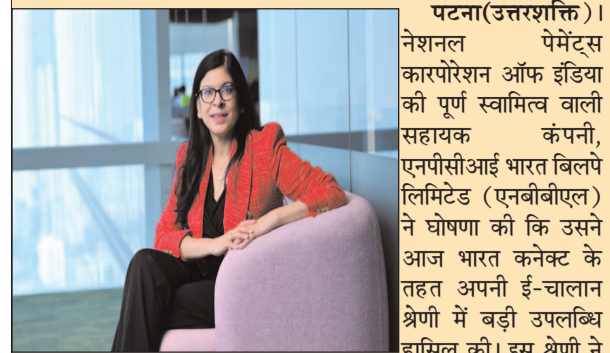 पटना(उत्तरशक्ति)।
नेशनल पेमेंट्स
कारपोरेशन ऑफ इंडिया
की पूर्ण स्वामित्व वाली
सहायक कंपनी,
एनपीसीआई भारत बिलपे
लिमिटेड (एनबीबीएल)
ने घोषणा की कि उसने
आज भारत कनेक्ट के
तहत अपनी ई-चालान
श्रेणी में बड़ी उपलब्धि
हासिल की। इस श्रेणी ने